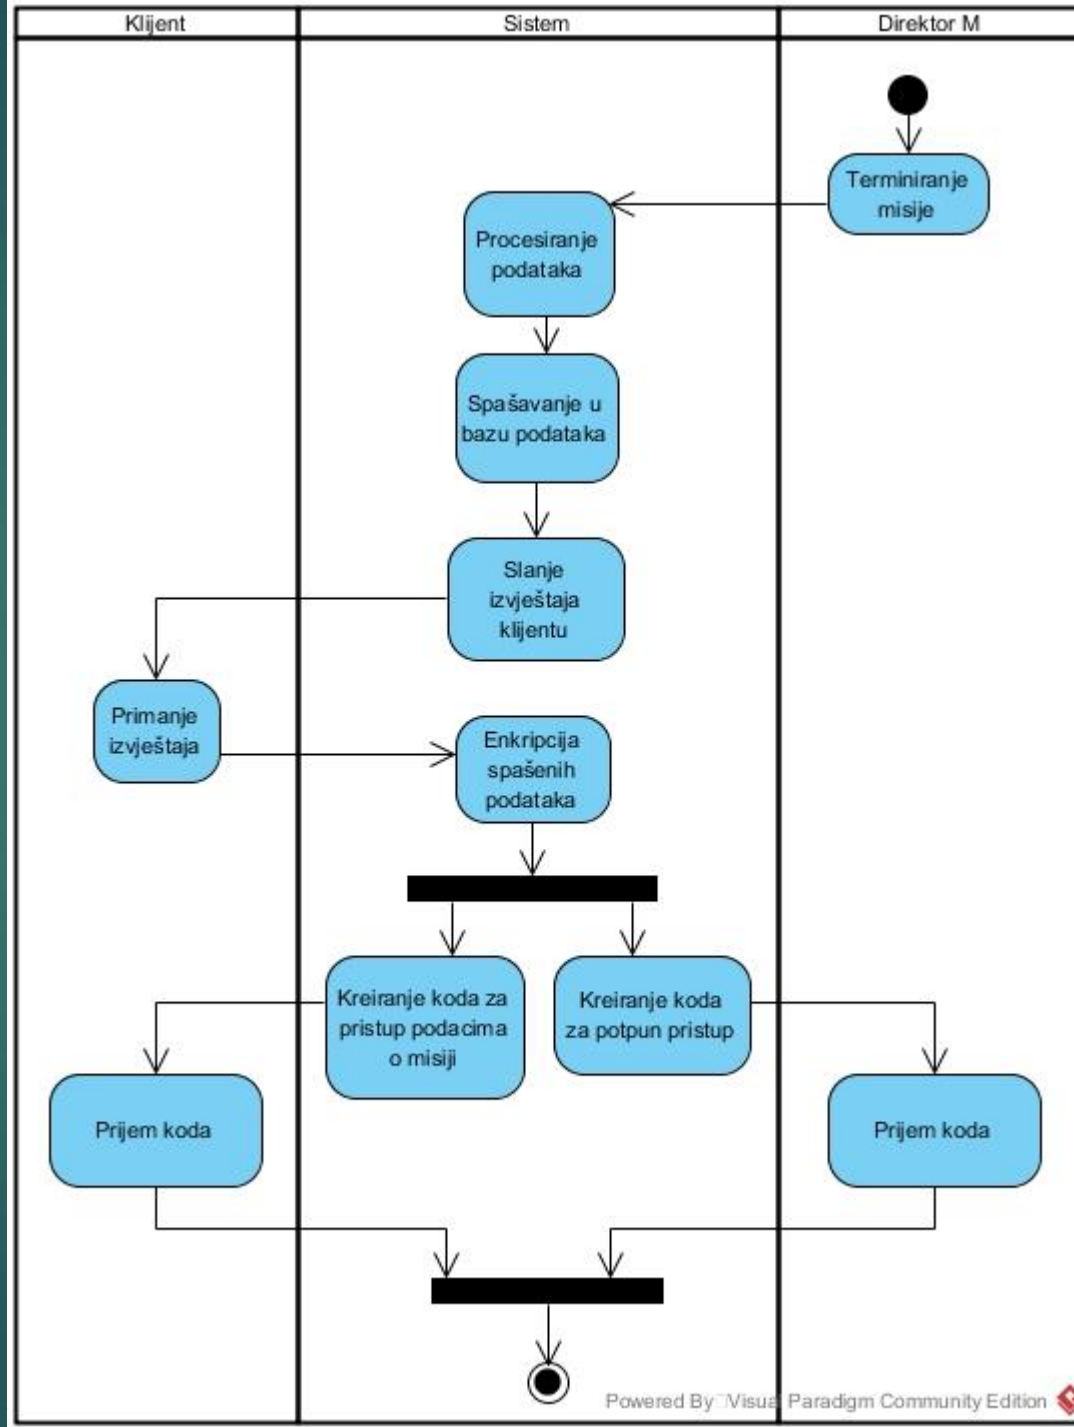 Klijent
Sistem
Direktor M
Terminiranje
misije
Procesiranje
podataka
Spašavanje u
bazu podataka
Slanje
izvještaja
klijentu
Primanje
izvještaja
Enkripcija
spašenih
podataka
Kreiranje koda za
pristup podacima
o misiji
Kreiranje koda
za potpun pristup
Prijem koda
Prijem koda
Powered By Visual Paradigm Community Edition